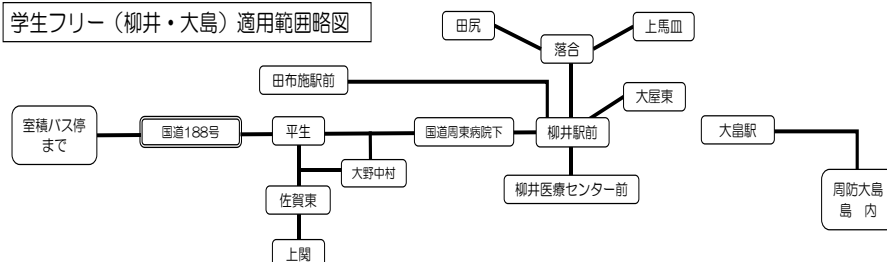 学生フリー（柳井・大島）適用範囲略図
田尻
上馬皿
落合
田布施駅前
大屋東
室積バス停
まで
国道188号
平生
国道周東病院下
柳井駅前
大畠駅
大野中村
佐賀東
柳井医療センター前
周防大島
島　内
上関